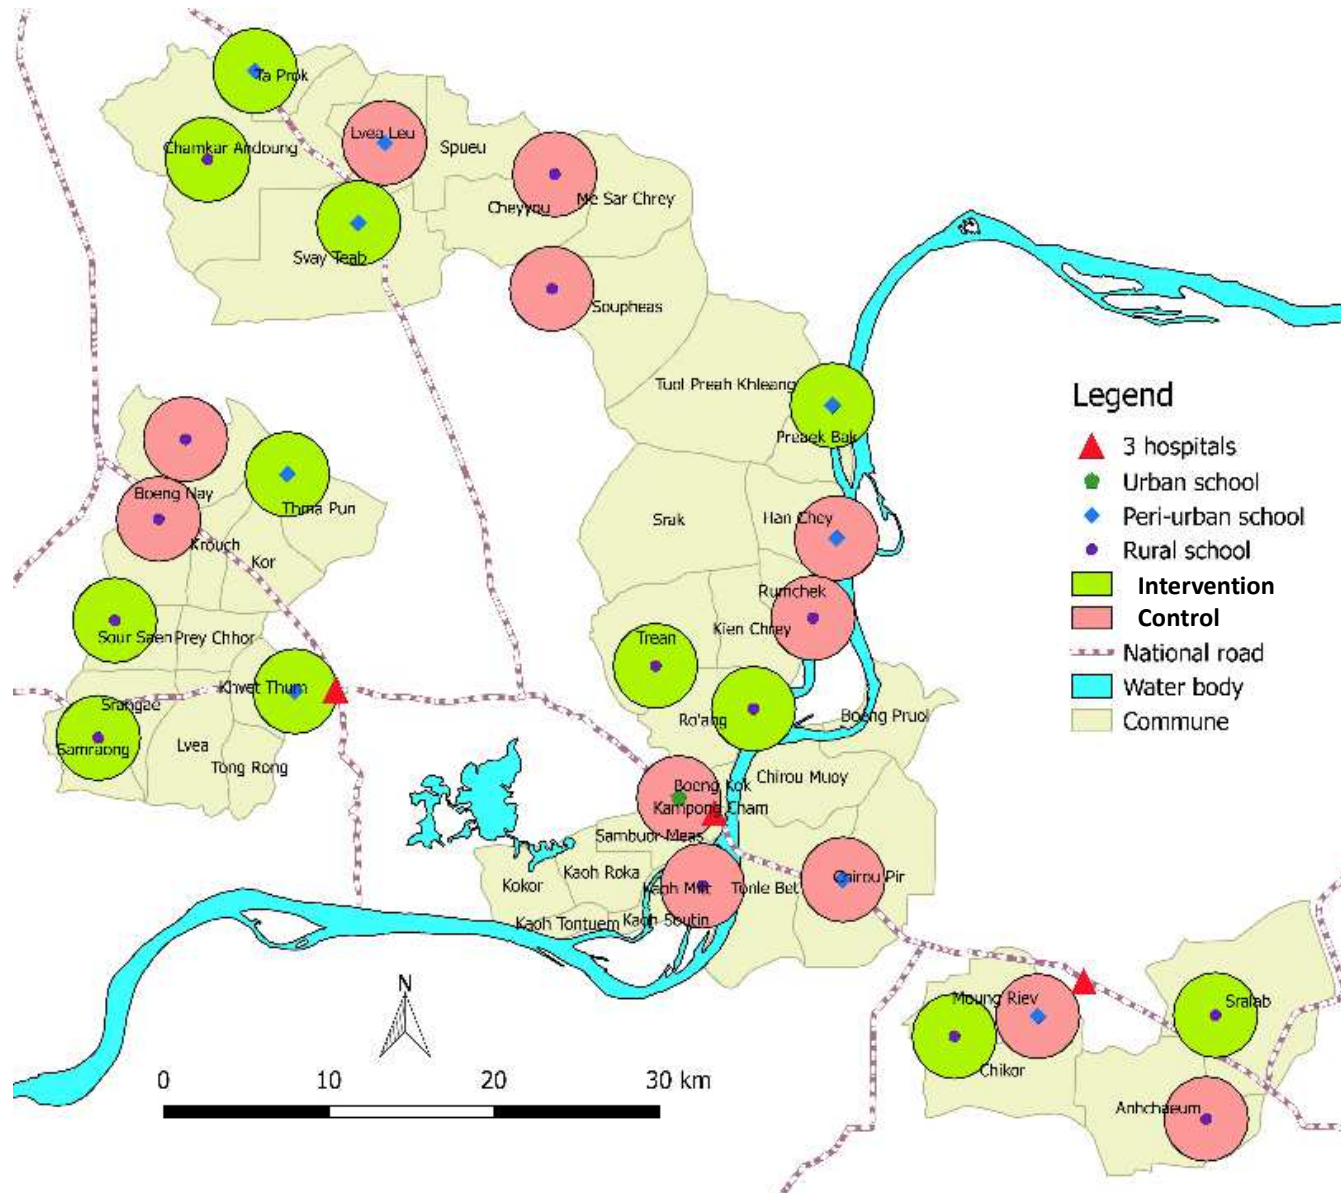 Ta Prok
Lvea Leu
Chamkar Andoung
Spueu
Me Sar Chrey
Cheyyou
Svay Teab
Soupheas
Tuol Preah Khleang
Preaek Bak
Boeng Nay
Thma Pun
Krouch
Kor
Srak
Han Chey
Rumchek
Kien Chrey
Trean
Sour Saen
Prey Chhor
Khvet Thum
Srangae
Samraong
Lvea
Tong Rong
Ro'ang
Boeng Pruol
Chirou Muoy
Boeng Kok
Kampong Cham
Sambuor Meas
Kaoh Roka
Kokor
Kaoh Mitt
Tonle Bet
Chirou Pir
Kaoh Tontuem
Kaoh Soutin
Moung Riev
Sralab
Chikor
Anhchaeum
Legend
3 hospitals
Urban school
Peri-urban school
Rural school
Intervention
Control
National road
Water body
Commune
N
0 10 20 30 km